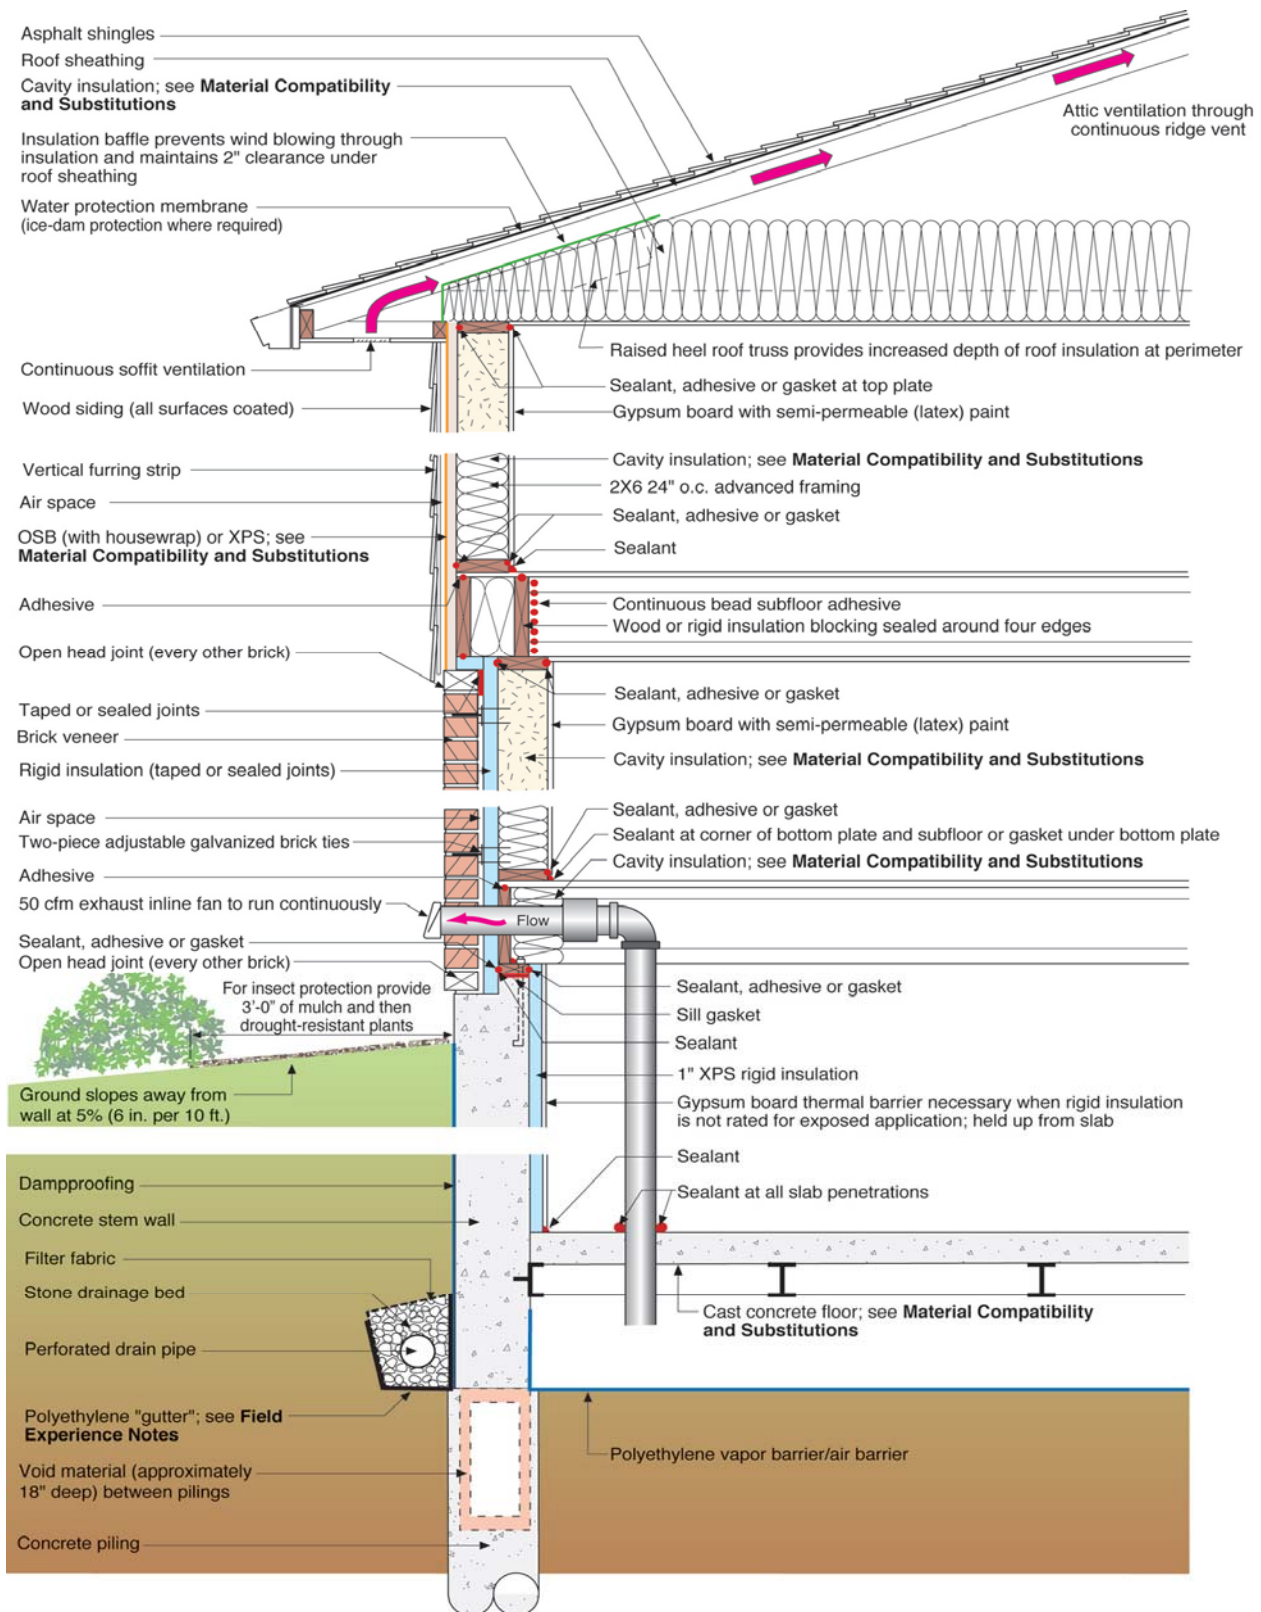 Asphalt shingles
Roof sheathing
Cavity insulation; see Material Compatibility
and Substitutions
Insulation baffle prevents wind blowing through
insulation and maintains 2" clearance under
roof sheathing
Water protection membrane
(ice-dam protection where required)
Attic ventilation through
continuous ridge vent
Continuous soffit ventilation
Raised heel roof truss provides increased depth of roof insulation at perimeter
Sealant, adhesive or gasket at top plate
Wood siding (all surfaces coated)
Gypsum board with semi-permeable (latex) paint
Vertical furring strip
Cavity insulation; see Material Compatibility and Substitutions
2X6 24" o.c. advanced framing
Air space
Sealant, adhesive or gasket
OSB (with housewrap) or XPS; see
Material Compatibility and Substitutions
Sealant
Adhesive
Continuous bead subfloor adhesive
Wood or rigid insulation blocking sealed around four edges
Open head joint (every other brick)
Sealant, adhesive or gasket
Taped or sealed joints
Gypsum board with semi-permeable (latex) paint
Brick veneer
Rigid insulation (taped or sealed joints)
Cavity insulation; see Material Compatibility and Substitutions
Air space
Sealant, adhesive or gasket
Two-piece adjustable galvanized brick ties
Sealant at corner of bottom plate and subfloor or gasket under bottom plate
Adhesive
Cavity insulation; see Material Compatibility and Substitutions
50 cfm exhaust inline fan to run continuously
Flow
Sealant, adhesive or gasket
Open head joint (every other brick)
For insect protection provide
3'-0" of mulch and then
drought-resistant plants
Sealant, adhesive or gasket
Sill gasket
Sealant
1" XPS rigid insulation
Ground slopes away from
wall at 5% (6 in. per 10 ft.)
Gypsum board thermal barrier necessary when rigid insulation
is not rated for exposed application; held up from slab
Sealant
Dampproofing
Sealant at all slab penetrations
Concrete stem wall
Filter fabric
Stone drainage bed
Cast concrete floor; see Material Compatibility
and Substitutions
Perforated drain pipe
Polyethylene "gutter"; see Field
Experience Notes
Polyethylene vapor barrier/air barrier
Void material (approximately
18" deep) between pilings
Concrete piling